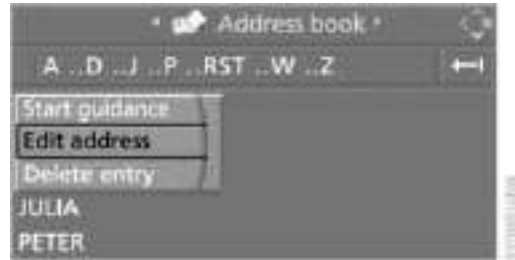 Address book
A ..D ..J ..P ..RST ..W ..Z
Start guidance
Edit address
Delete entry
JULIA
PETER